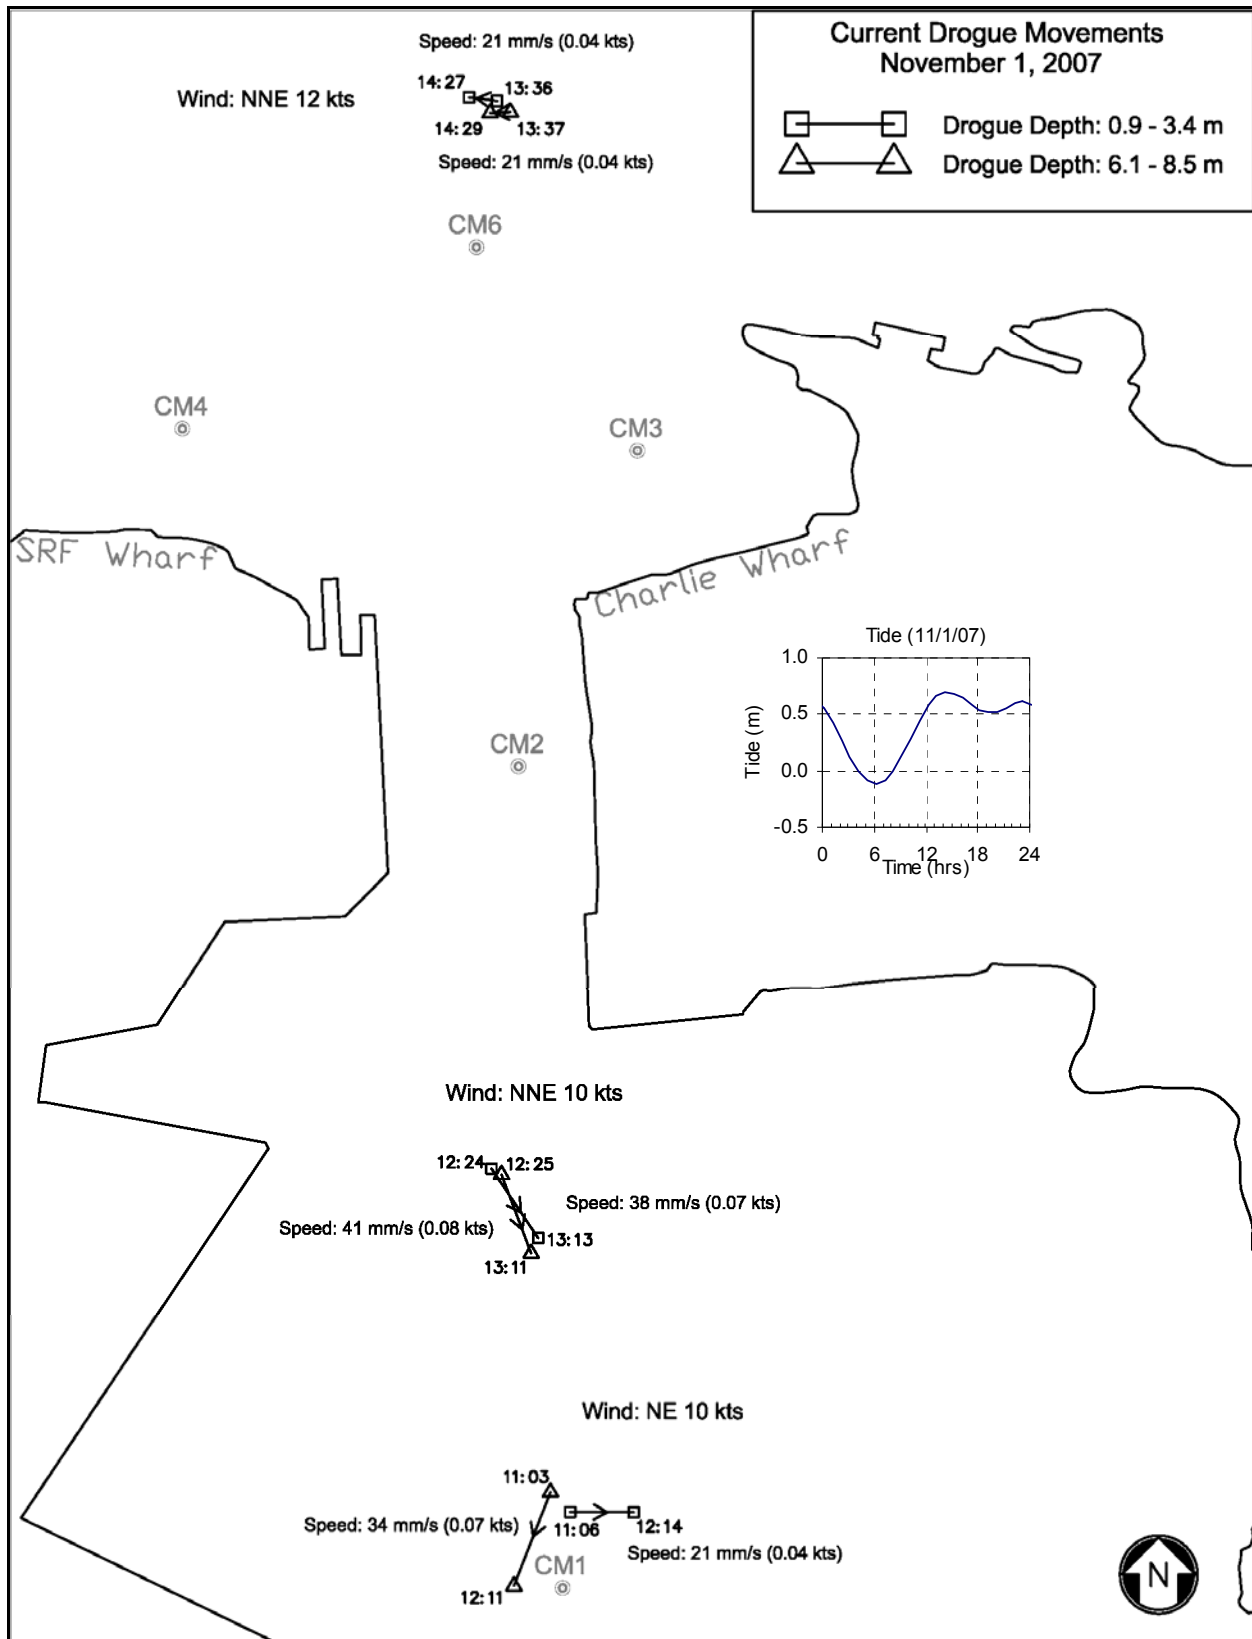 Current Drogue Movements
November 1, 2007
Drogue Depth: 0.9 - 3.4 m
Drogue Depth: 6.1 - 8.5 m
Speed: 21 mm/s (0.04 kts)
14:27
13:36
Wind: NNE 12 kts
14:29
13:37
Speed: 21 mm/s (0.04 kts)
CM6
CM4
CM3
SRF Wharf
Charlie Wharf
CM2
Tide (11/1/07)
Tide (m)
1.0
0.5
0.0
-0.5
0 6 12 18 24
Time (hrs)
Wind: NNE 10 kts
12:24
12:25
Speed: 38 mm/s (0.07 kts)
Speed: 41 mm/s (0.08 kts)
13:13
13:11
Wind: NE 10 kts
11:03
Speed: 34 mm/s (0.07 kts)
11:06
12:14
Speed: 21 mm/s (0.04 kts)
CM1
12:11
N